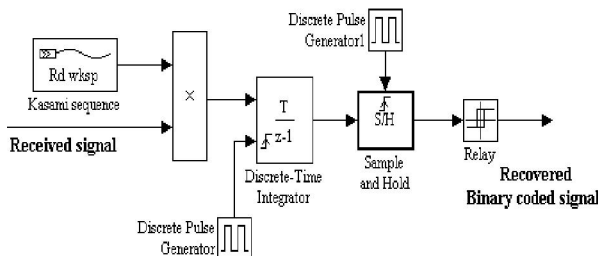 Discrete Pulse
Generator1
Rd wksp
Kasami sequence
×
Received signal
T
z-1
Discrete-Time
Integrator
S/H
Sample
and Hold
Relay
Recovered
Binary coded signal
Discrete Pulse
Generator